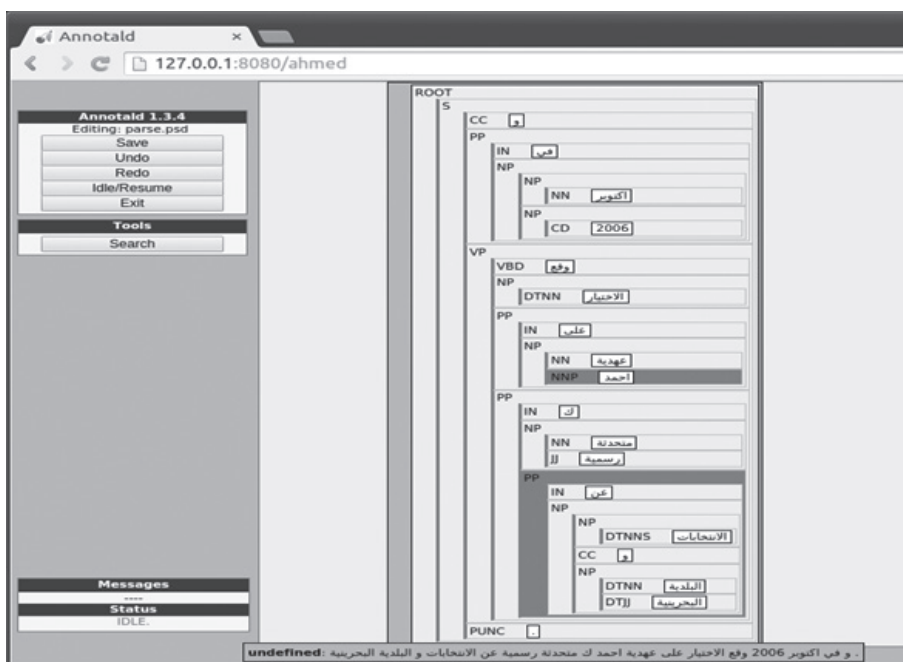 Annotald ×
127.0.0.1:8080/ahmed
Annotald 1.3.4
Editing: parse.psd
Save
Undo
Redo
Idle/Resume
Exit
Tools
Search
Messages
----
Status
IDLE.
ROOT
S
CC و
PP
IN في
NP
NP
NN اكتوبر
NP
CD 2006
VP
VBD وقع
NP
DTNN الاختيار
PP
IN على
NP
NN عهدية
NNP احمد
PP
IN ك
NP
NN متحدثة
JJ رسمية
PP
IN عن
NP
NP
DTNNS الانتخابات
CC و
NP
DTNN البلدية
DTJJ البحرينية
PUNC .
undefined: و في اكتوبر 2006 وقع الاختيار على عهدية احمد ك متحدثة رسمية عن الانتخابات و البلدية البحرينية .